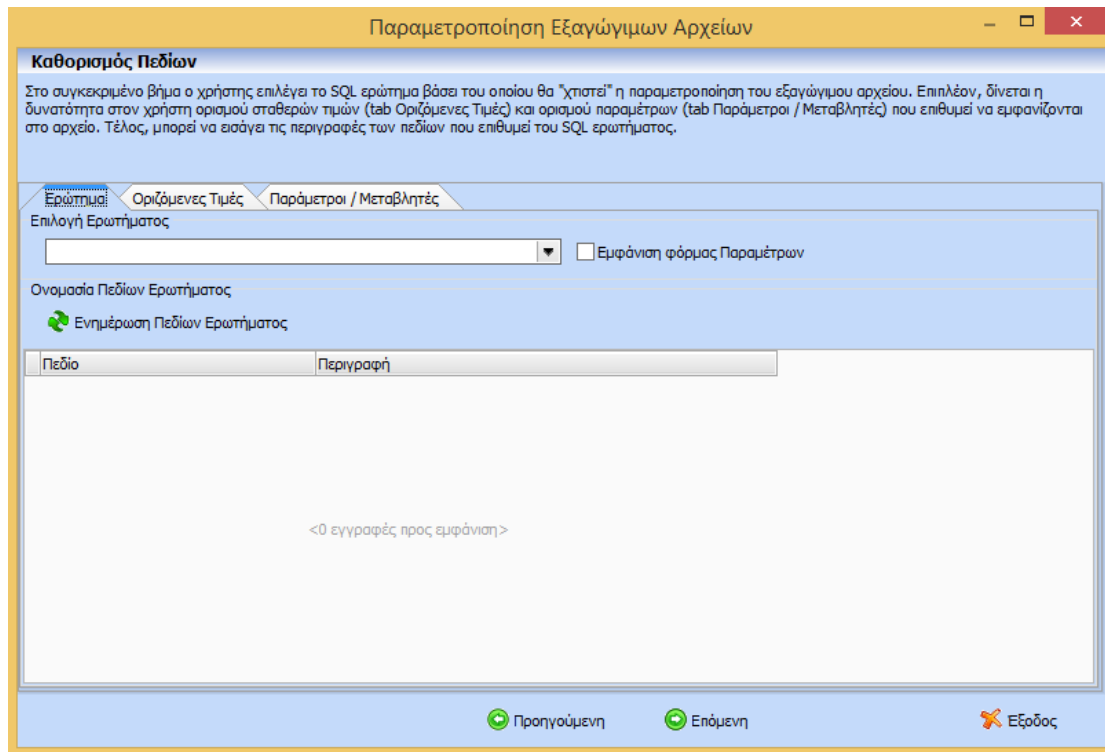 Παραμετροποίηση Εξαγώγιμων Αρχείων
Καθορισμός Πεδίων
Στο συγκεκριμένο βήμα ο χρήστης επιλέγει το SQL ερώτημα βάσει του οποίου θα "χτιστεί" η παραμετροποίηση του εξαγώγιμου αρχείου. Επιπλέον, δίνεται η
δυνατότητα στον χρήστη ορισμού σταθερών τιμών (tab Οριζόμενες Τιμές) και ορισμού παραμέτρων (tab Παράμετροι / Μεταβλητές) που επιθυμεί να εμφανίζονται
στο αρχείο. Τέλος, μπορεί να εισάγει τις περιγραφές των πεδίων που επιθυμεί του SQL ερωτήματος.
Ερώτημα Οριζόμενες Τιμές Παράμετροι / Μεταβλητές
Επιλογή Ερωτήματος
Εμφάνιση φόρμας Παραμέτρων
Ονομασία Πεδίων Ερωτήματος
Ενημέρωση Πεδίων Ερωτήματος
Πεδίο Περιγραφή
<0 εγγραφές προς εμφάνιση>
Προηγούμενη Επόμενη Έξοδος